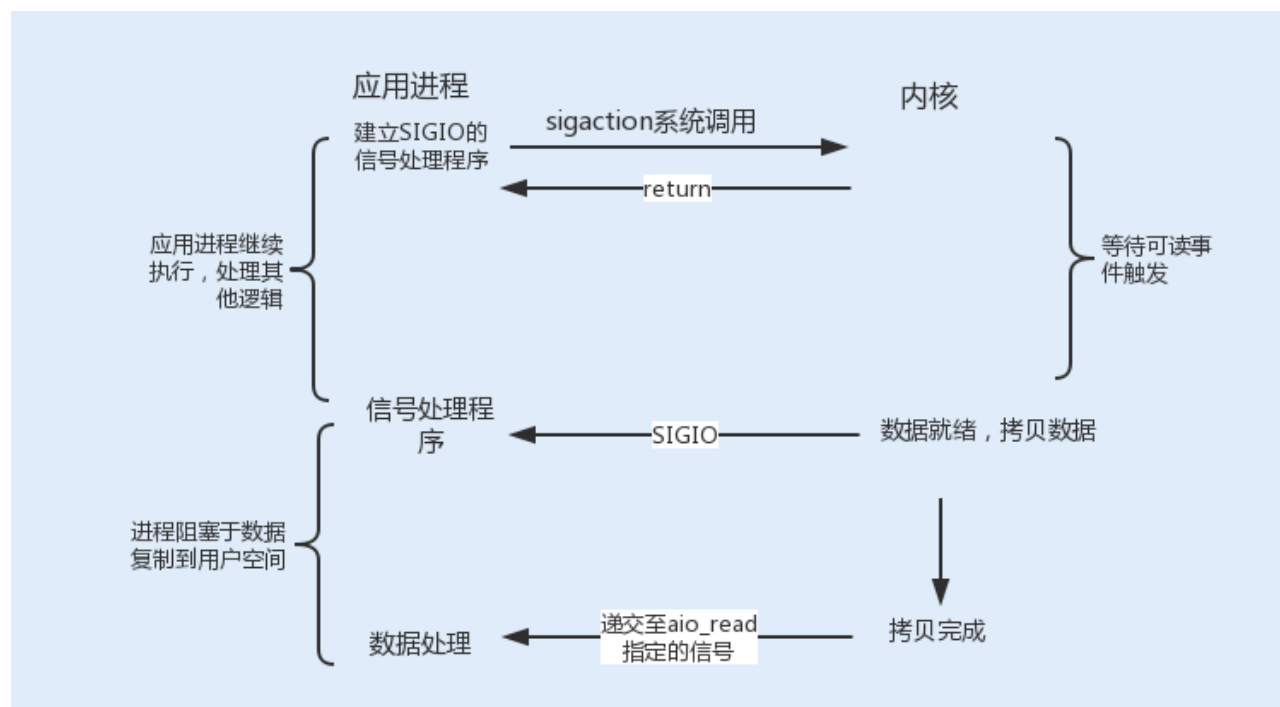 应用进程
内核
建立SIGIO的
信号处理程序
sigaction系统调用
return
应用进程继续
执行，处理其
他逻辑
等待可读事
件触发
信号处理程
序
SIGIO
数据就绪，拷贝数据
进程阻塞于数据
复制到用户空间
数据处理
递交至aio_read
指定的信号
拷贝完成